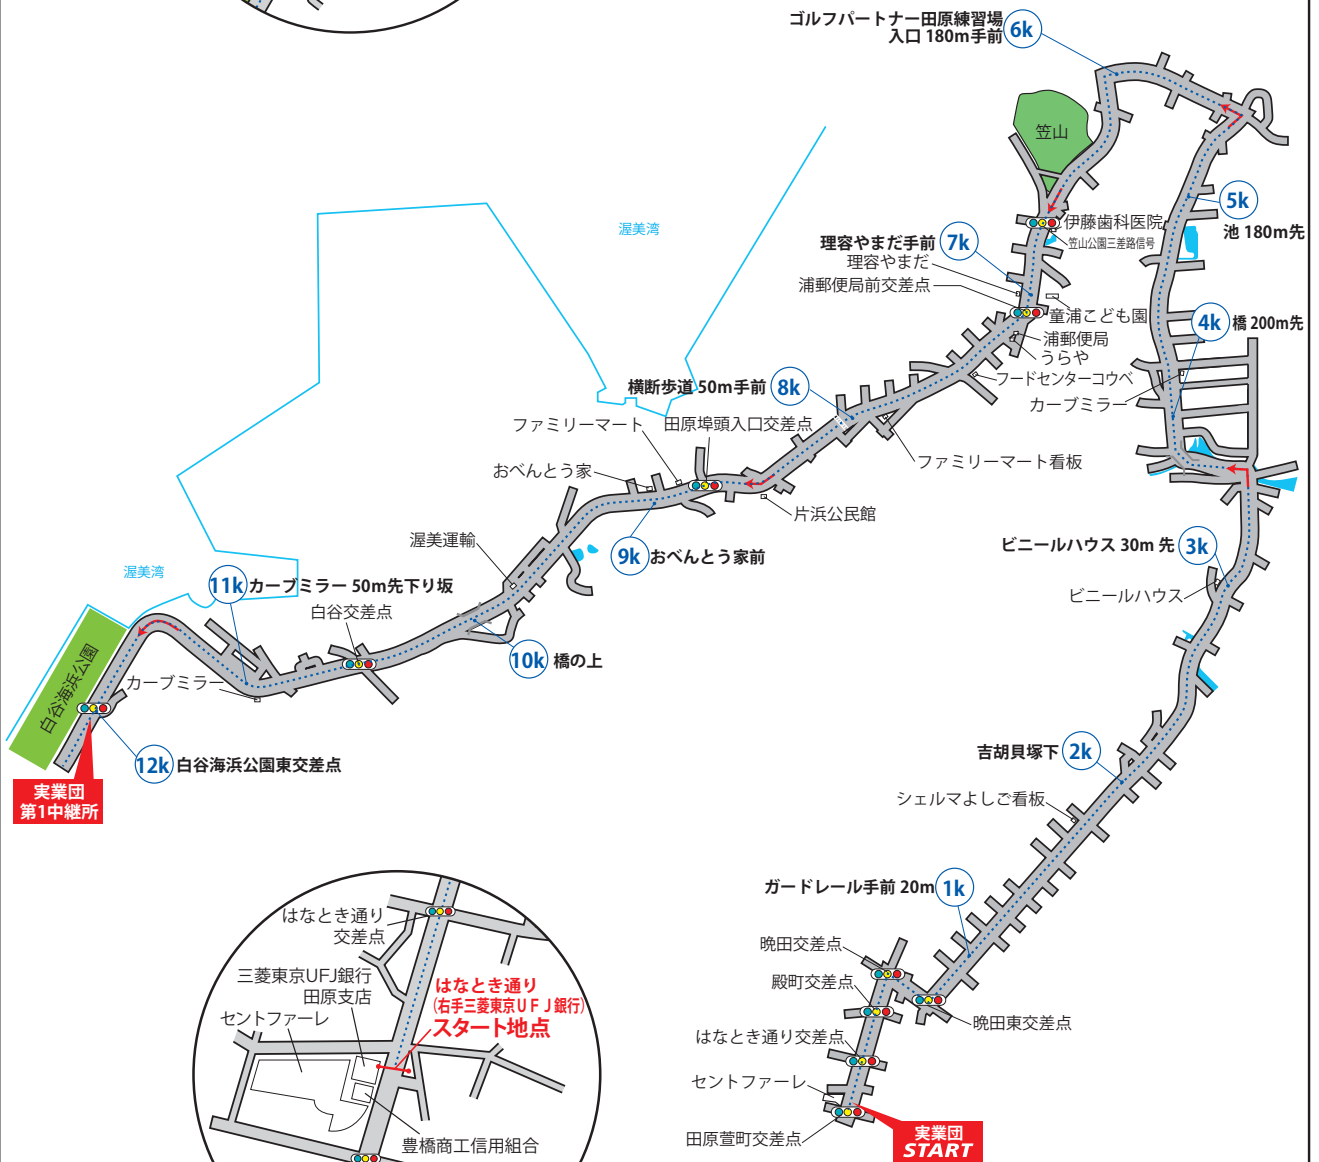 ゴルフパートナー田原練習場
入口 180m手前
6k
笠山
5k
池 180m先
伊藤歯科医院
笠山公園三差路信号
理容やまだ手前
7k
理容やまだ
浦郵便局前交差点
童浦こども園
浦郵便局
うらや
フードセンターコウベ
カーブミラー
4k
橋 200m先
渥美湾
横断歩道 50m手前
8k
ファミリーマート
田原埠頭入口交差点
ファミリーマート看板
おべんとう家
片浜公民館
渥美運輸
9k
おべんとう家前
ビニールハウス 30m 先
3k
ビニールハウス
渥美湾
11k
カーブミラー 50m先下り坂
白谷交差点
10k
橋の上
白谷海浜公園
カーブミラー
12k
白谷海浜公園東交差点
実業団
第1中継所
吉胡貝塚下
2k
シェルマよしご看板
ガードレール手前 20m
1k
晩田交差点
殿町交差点
晩田東交差点
はなとき通り交差点
セントファーレ
田原萱町交差点
実業団
START
はなとき通り
交差点
三菱東京UFJ銀行
田原支店
セントファーレ
はなとき通り
(右手三菱東京ＵＦＪ銀行)
スタート地点
豊橋商工信用組合